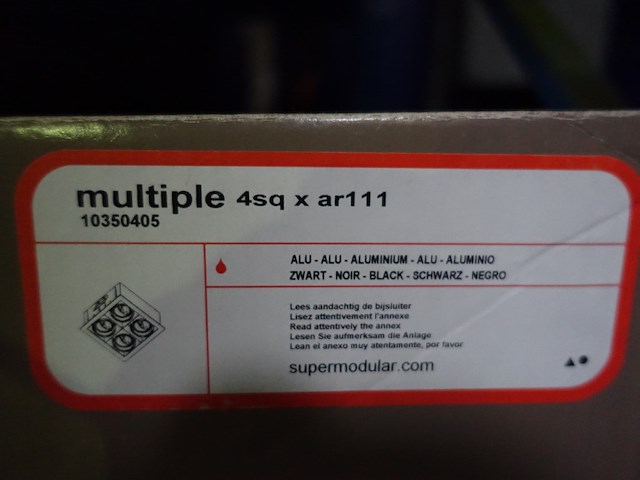 multiple 4sq x ar111
10350405
ALU - ALU - ALUMINIUM - ALU - ALUMINIO
ZWART - NOIR - BLACK - SCHWARZ - NEGRO
Lees aandachtig de bijsluiter
Lisez attentivement l'annexe
Read attentively the annex
Lesen Sie aufmerksam die Anlage
Lean el anexo muy atentamente, por favor
supermodular.com